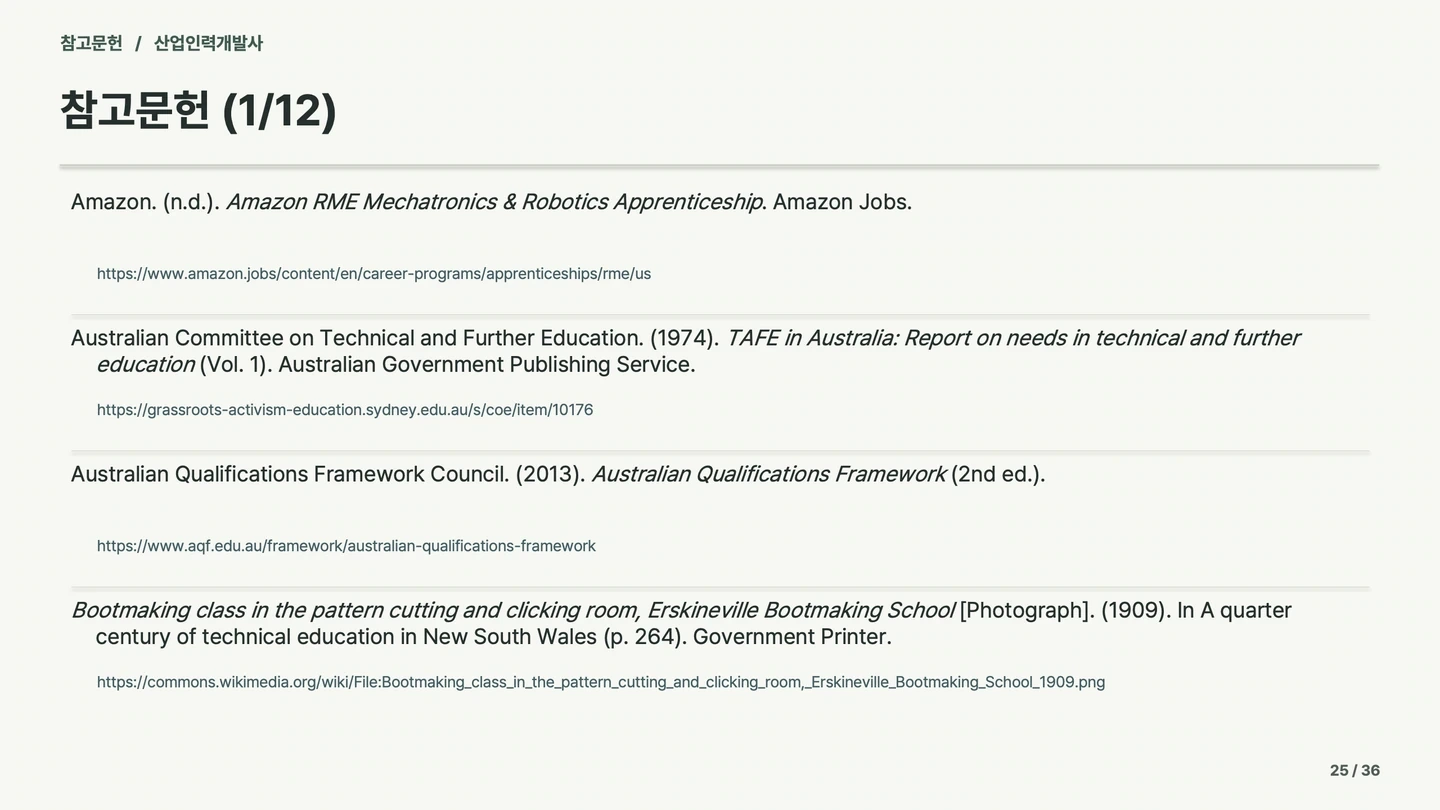 참고문헌 / 산업인력개발사
참고문헌 (1/12)
Amazon. (n.d.). Amazon RME Mechatronics & Robotics Apprenticeship. Amazon Jobs.
https://www.amazon.jobs/content/en/career-programs/apprenticeships/rme/us
Australian Committee on Technical and Further Education. (1974). TAFE in Australia: Report on needs in technical and further
education (Vol. 1). Australian Government Publishing Service.
https://grassroots-activism-education.sydney.edu.au/s/coe/item/10176
Australian Qualifications Framework Council. (2013). Australian Qualifications Framework (2nd ed.).
https://www.aqf.edu.au/framework/australian-qualifications-framework
Bootmaking class in the pattern cutting and clicking room, Erskineville Bootmaking School [Photograph]. (1909). In A quarter
century of technical education in New South Wales (p. 264). Government Printer.
https://commons.wikimedia.org/wiki/File:Bootmaking_class_in_the_pattern_cutting_and_clicking_room,_Erskineville_Bootmaking_School_1909.png
25 / 36